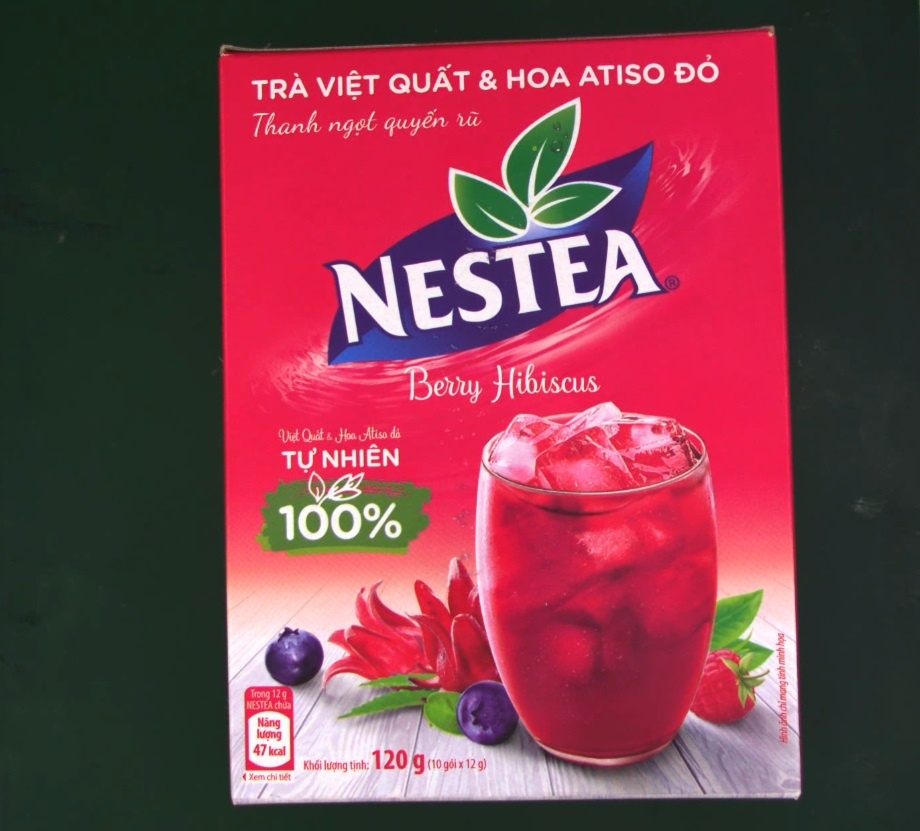 TRÀ VIỆT QUẤT & HOA ATISO ĐỎ
Thanh ngọt quyến rũ
NESTEA®
Berry Hibiscus
Việt Quất & Hoa Atiso đỏ
TỰ NHIÊN
100%
Trong 12 g
NESTEA chứa
Năng
lượng
47 kcal
Xem chi tiết
Khối lượng tịnh: 120 g (10 gói x 12 g)
Hình ảnh chỉ mang tính minh họa